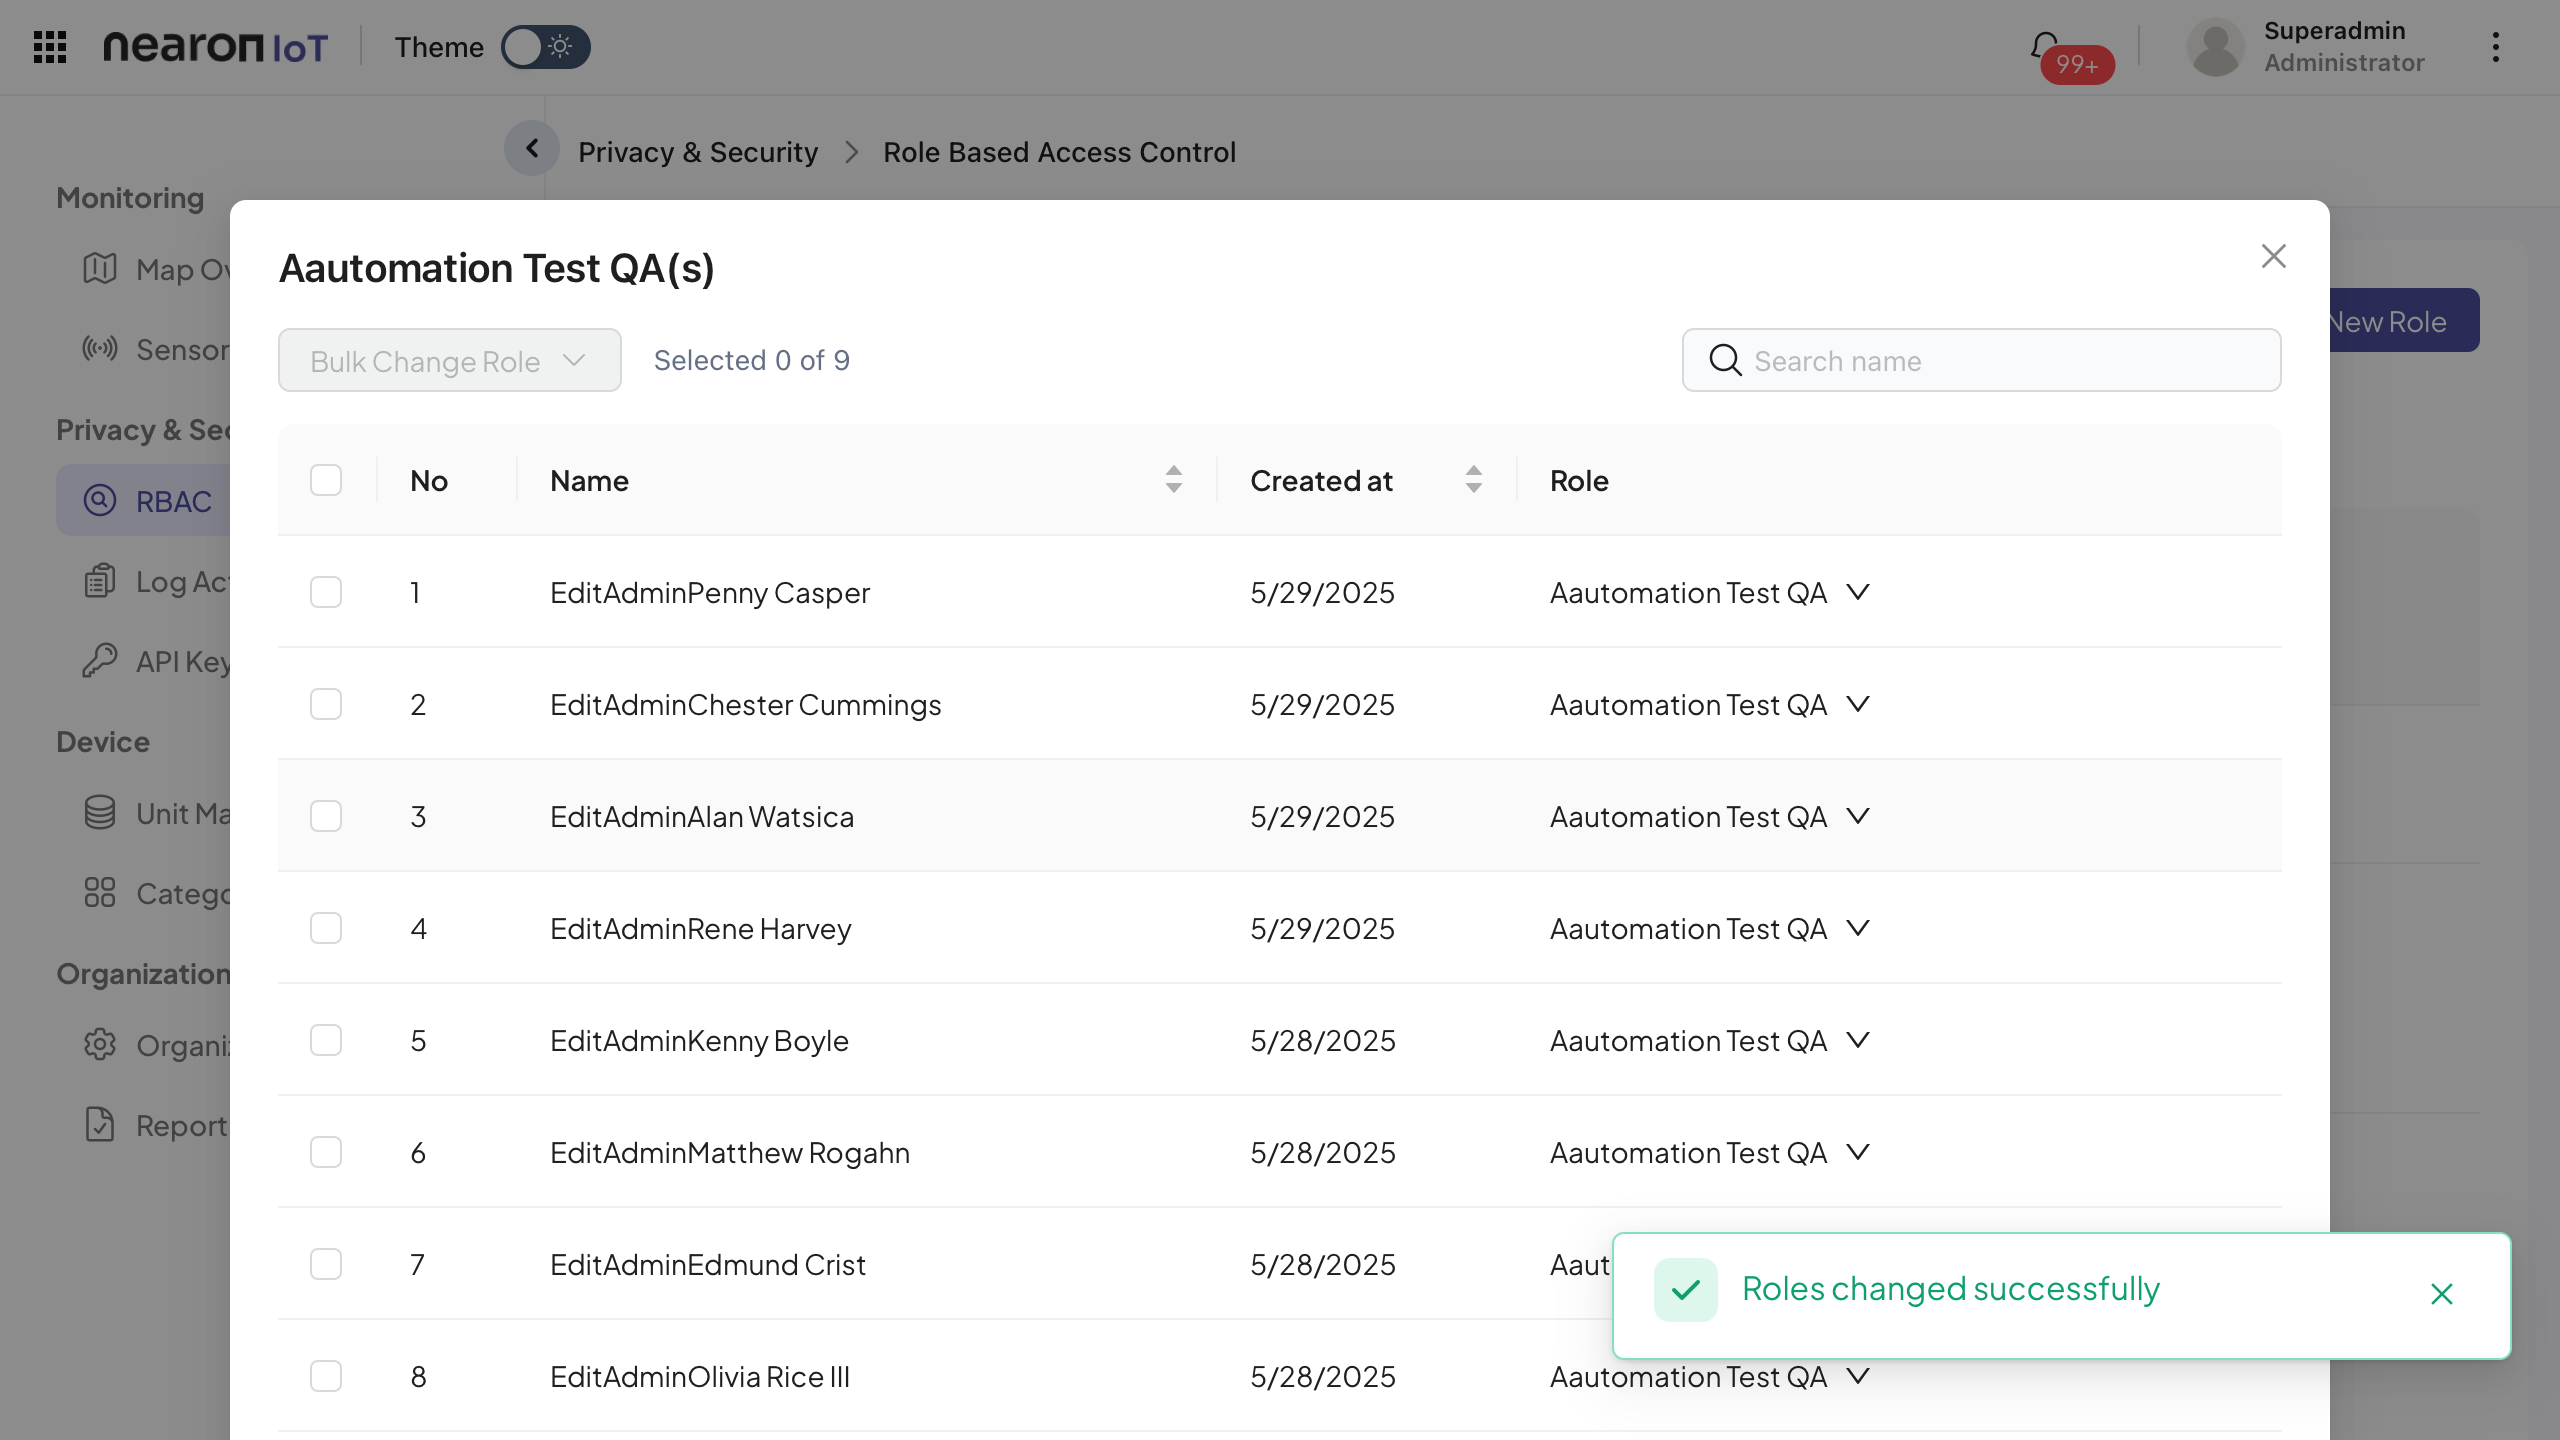 nearon IoT
Theme
99+
Superadmin
Administrator
Privacy & Security > Role Based Access Control
Monitoring
Map Ov
Sensor
Privacy & Sec
RBAC
Log Act
API Key
Device
Unit Ma
Catego
Organization
Organiz
Report
New Role
Aautomation Test QA(s)
Bulk Change Role
Selected 0 of 9
Search name
No Name Created at Role
1 EditAdminPenny Casper 5/29/2025 Aautomation Test QA
2 EditAdminChester Cummings 5/29/2025 Aautomation Test QA
3 EditAdminAlan Watsica 5/29/2025 Aautomation Test QA
4 EditAdminRene Harvey 5/29/2025 Aautomation Test QA
5 EditAdminKenny Boyle 5/28/2025 Aautomation Test QA
6 EditAdminMatthew Rogahn 5/28/2025 Aautomation Test QA
7 EditAdminEdmund Crist 5/28/2025 Aaut
Roles changed successfully
8 EditAdminOlivia Rice III 5/28/2025 Aautomation Test QA